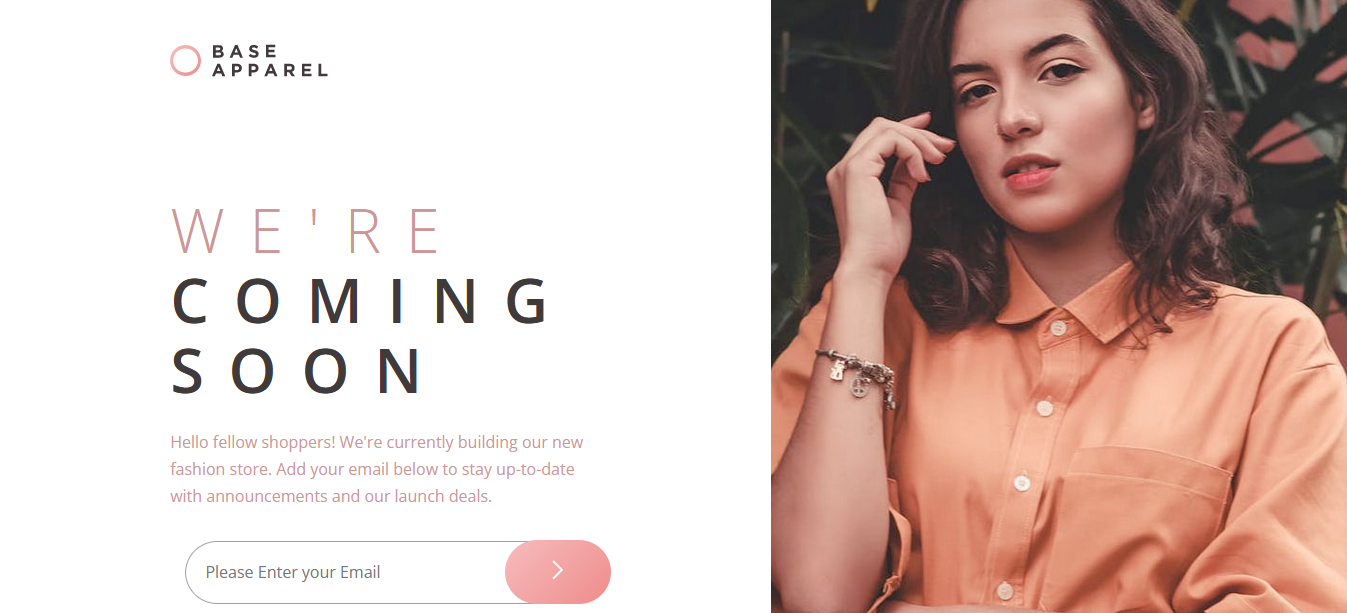 BASE
APPAREL
WE'RE
COMING
SOON
Hello fellow shoppers! We're currently building our new
fashion store. Add your email below to stay up-to-date
with announcements and our launch deals.
Please Enter your Email